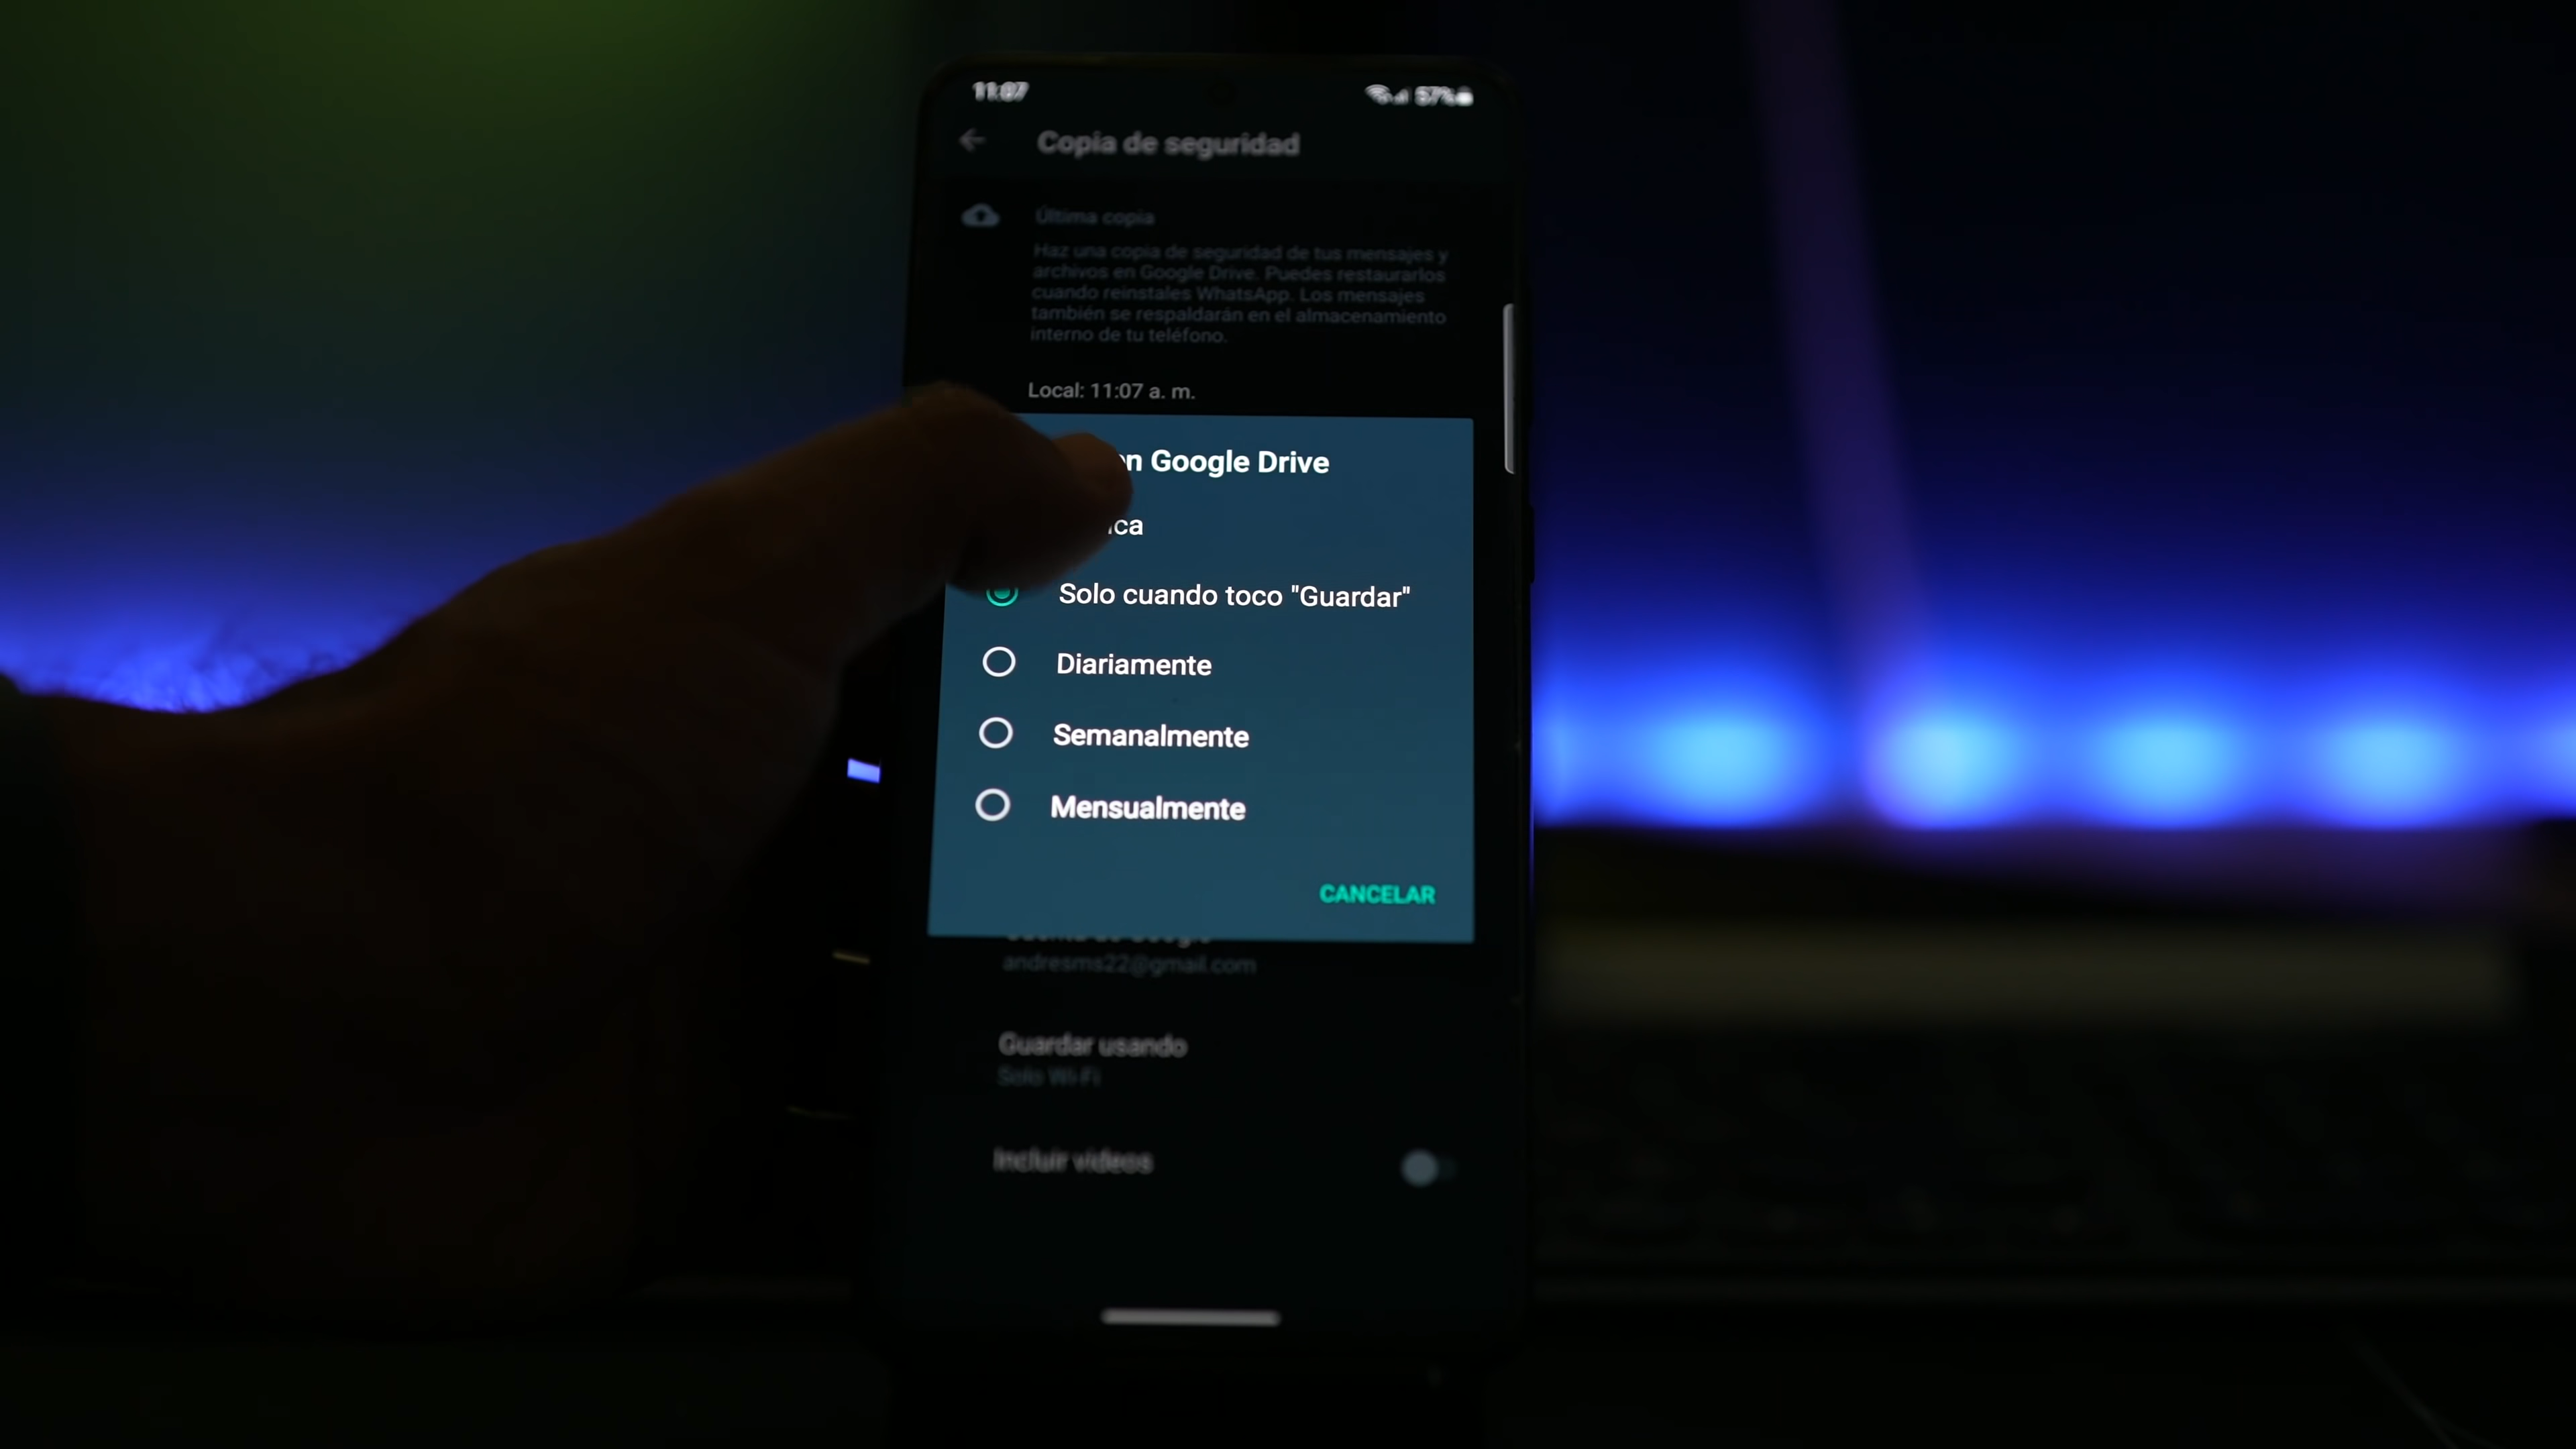 11:07
57%
Copia de seguridad
Última copia
Haz una copia de seguridad de tus mensajes y
archivos en Google Drive. Puedes restaurarlos
cuando reinstales WhatsApp. Los mensajes
también se respaldarán en el almacenamiento
interno de tu teléfono.
Local: 11:07 a. m.
en Google Drive
Solo cuando toco "Guardar"
Diariamente
Semanalmente
Mensualmente
CANCELAR
andresms22@gmail.com
Guardar usando
Solo Wi-Fi
Incluir videos